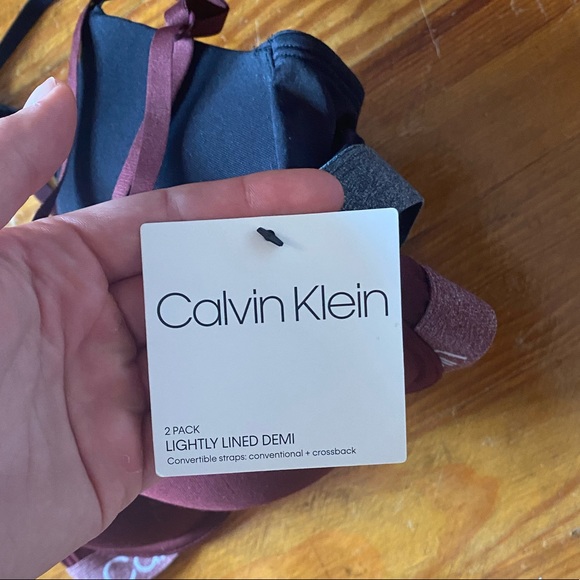 Calvin Klein
2 PACK
LIGHTLY LINED DEMI
Convertible straps: conventional + crossback